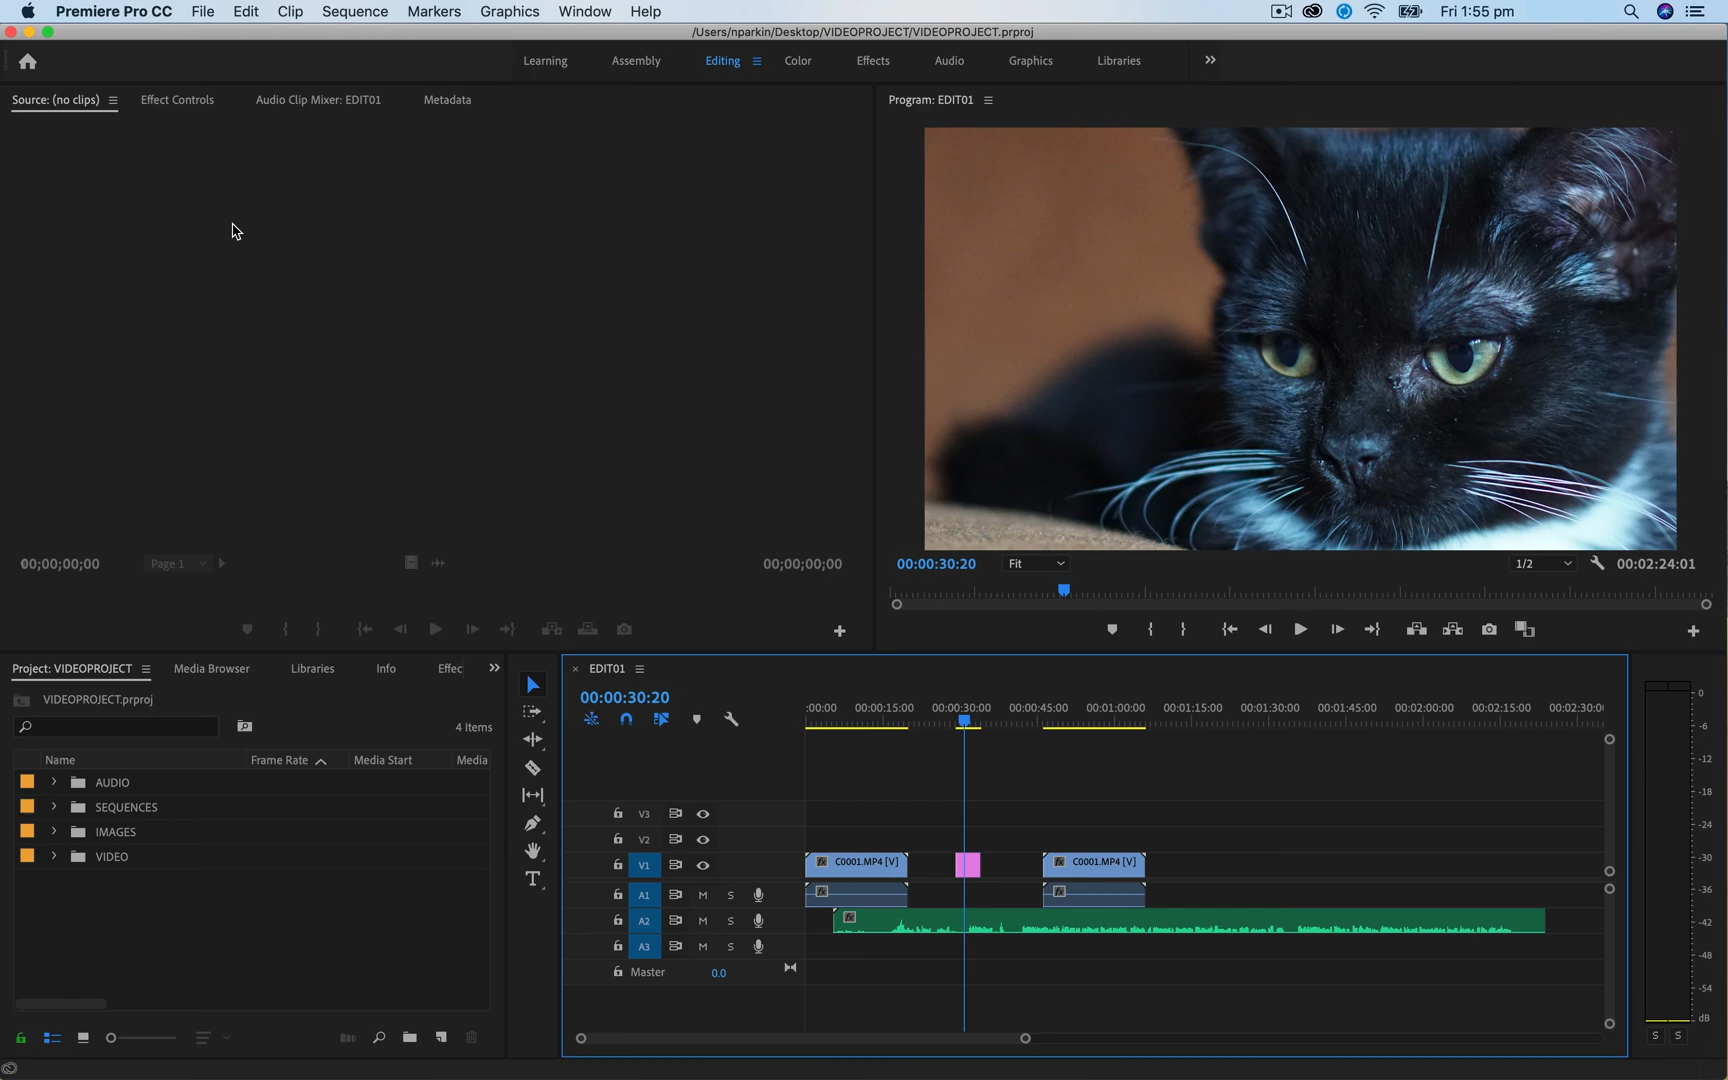 Premiere Pro CC File Edit Clip Sequence Markers Graphics Window Help Fri 1:55 pm
/Users/nparkin/Desktop/VIDEOPROJECT/VIDEOPROJECT.prproj
Learning Assembly Editing Color Effects Audio Graphics Libraries
Source: (no clips) Effect Controls Audio Clip Mixer: EDIT01 Metadata
Program: EDIT01
00;00;00;00 Page 1 00;00;00;00
00:00:30:20 Fit 1/2 00:02:24:01
Project: VIDEOPROJECT Media Browser Libraries Info Effec
VIDEOPROJECT.prproj
4 Items
Name Frame Rate Media Start Media
AUDIO
SEQUENCES
IMAGES
VIDEO
EDIT01
00:00:30:20
:00:00 00:00:15:00 00:00:30:00 00:00:45:00 00:01:00:00 00:01:15:00 00:01:30:00 00:01:45:00 00:02:00:00 00:02:15:00 00:02:30:0
V3
V2
V1 fx C0001.MP4 [V] fx C0001.MP4 [V]
A1 M S fx fx
A2 M S fx
A3 M S
Master 0.0
0
-6
-12
-18
-24
-30
-36
-42
-48
-54
dB
S S